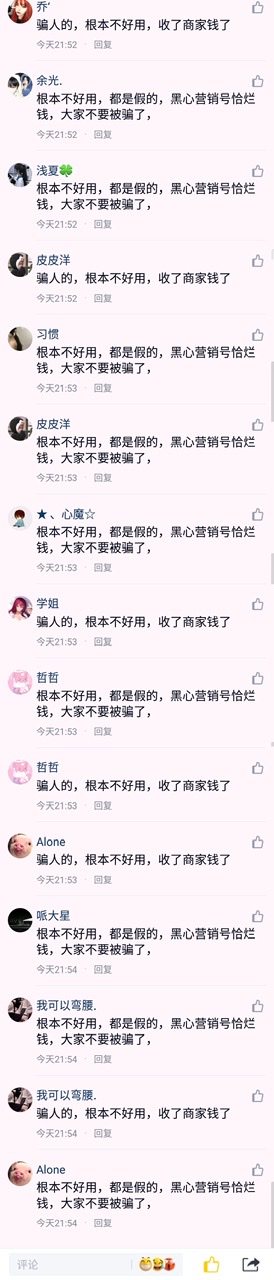 乔'
骗人的，根本不好用，收了商家钱了
今天21:52 · 回复
余光.
根本不好用，都是假的，黑心营销号恰烂
钱，大家不要被骗了，
今天21:52 · 回复
浅夏🍀
根本不好用，都是假的，黑心营销号恰烂
钱，大家不要被骗了，
今天21:52 · 回复
皮皮洋
骗人的，根本不好用，收了商家钱了
今天21:52 · 回复
习惯
根本不好用，都是假的，黑心营销号恰烂
钱，大家不要被骗了，
今天21:53 · 回复
皮皮洋
根本不好用，都是假的，黑心营销号恰烂
钱，大家不要被骗了，
今天21:53 · 回复
★、心魔☆
根本不好用，都是假的，黑心营销号恰烂
钱，大家不要被骗了，
今天21:53 · 回复
学姐
骗人的，根本不好用，收了商家钱了
今天21:53 · 回复
哲哲
根本不好用，都是假的，黑心营销号恰烂
钱，大家不要被骗了，
今天21:53 · 回复
哲哲
骗人的，根本不好用，收了商家钱了
今天21:53 · 回复
Alone
骗人的，根本不好用，收了商家钱了
今天21:53 · 回复
哌大星
根本不好用，都是假的，黑心营销号恰烂
钱，大家不要被骗了，
今天21:54 · 回复
我可以弯腰.
根本不好用，都是假的，黑心营销号恰烂
钱，大家不要被骗了，
今天21:54 · 回复
我可以弯腰.
骗人的，根本不好用，收了商家钱了
今天21:54 · 回复
Alone
根本不好用，都是假的，黑心营销号恰烂
钱，大家不要被骗了，
今天21:54 · 回复
评论